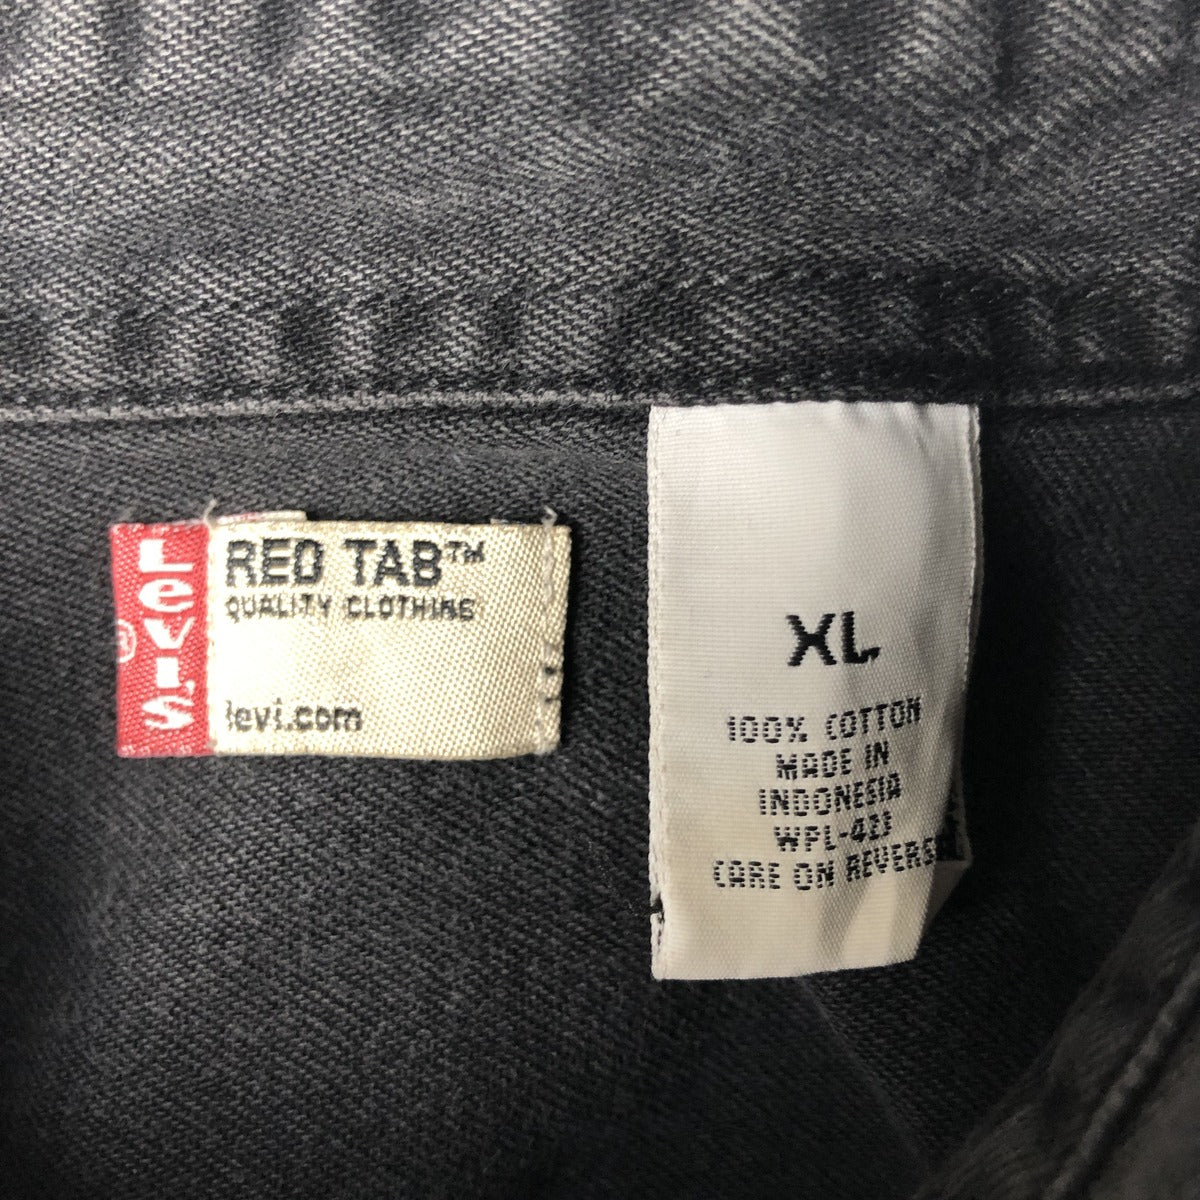 LEVI'S
®
RED TAB™
QUALITY CLOTHING
levi.com
XL
100% COTTON
MADE IN
INDONESIA
WPL-423
CARE ON REVERSE